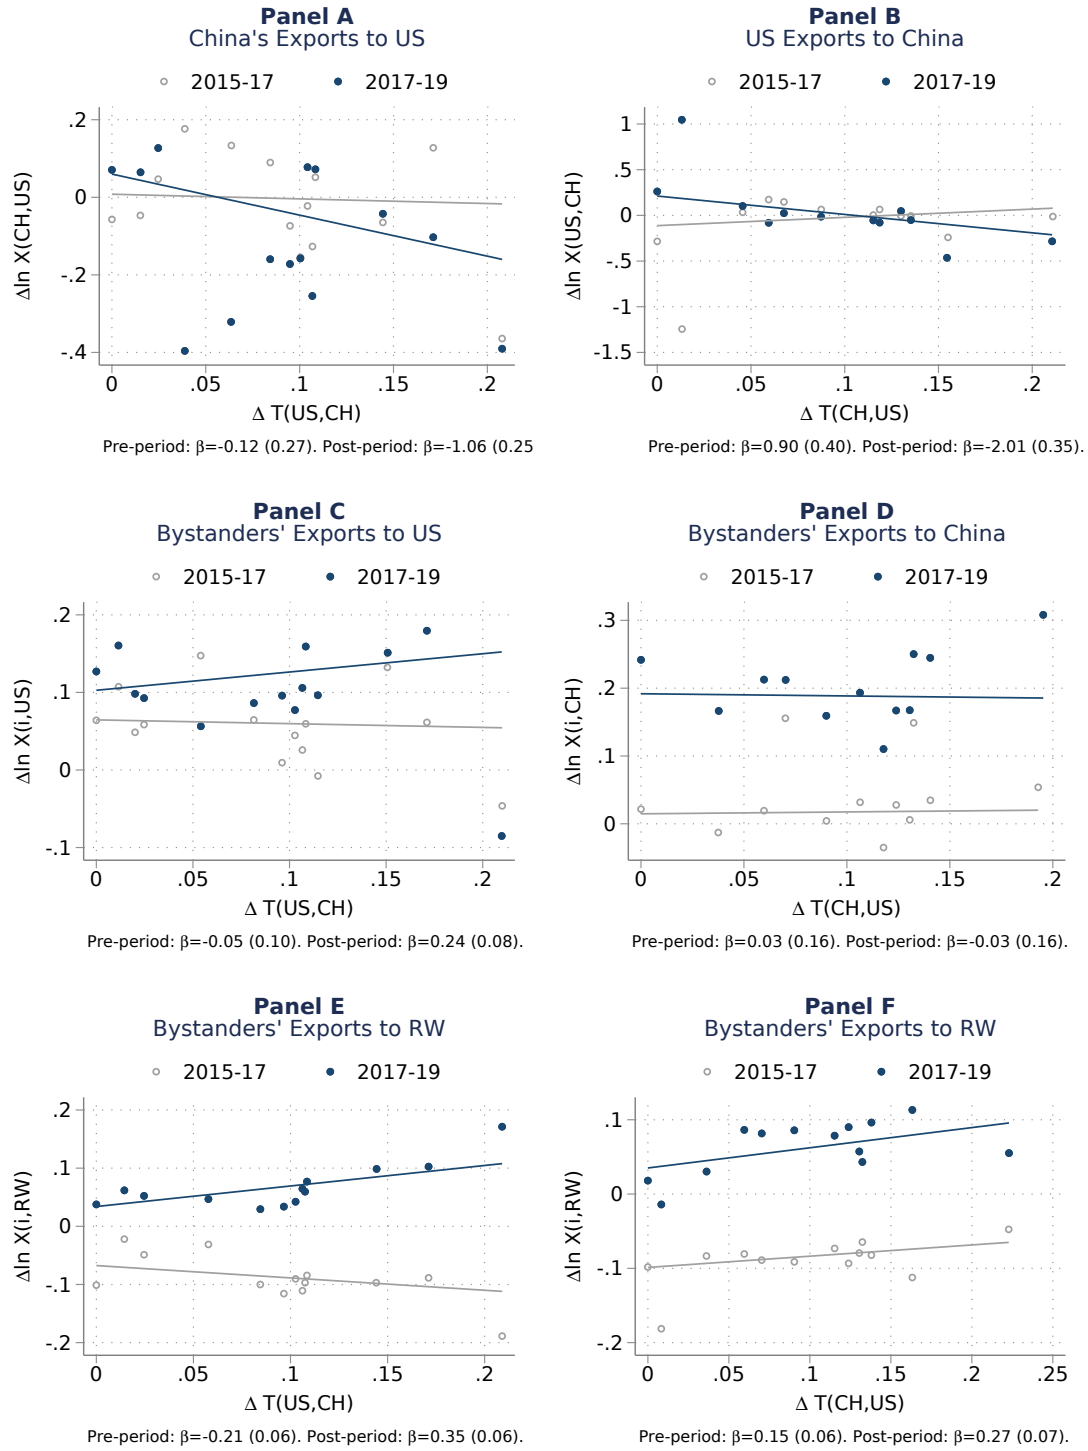 Panel A
China's Exports to US
2015-17 2017-19
.2
0
-.2
-.4
Δln X(CH,US)
0 .05 .1 .15 .2
Δ T(US,CH)
Pre-period: β=-0.12 (0.27). Post-period: β=-1.06 (0.25
Panel B
US Exports to China
2015-17 2017-19
1
.5
0
-.5
-1
-1.5
Δln X(US,CH)
0 .05 .1 .15 .2
Δ T(CH,US)
Pre-period: β=0.90 (0.40). Post-period: β=-2.01 (0.35).
Panel C
Bystanders' Exports to US
2015-17 2017-19
.2
.1
0
-.1
Δln X(i,US)
0 .05 .1 .15 .2
Δ T(US,CH)
Pre-period: β=-0.05 (0.10). Post-period: β=0.24 (0.08).
Panel D
Bystanders' Exports to China
2015-17 2017-19
.3
.2
.1
0
Δln X(i,CH)
0 .05 .1 .15 .2
Δ T(CH,US)
Pre-period: β=0.03 (0.16). Post-period: β=-0.03 (0.16).
Panel E
Bystanders' Exports to RW
2015-17 2017-19
.2
.1
0
-.1
-.2
Δln X(i,RW)
0 .05 .1 .15 .2
Δ T(US,CH)
Pre-period: β=-0.21 (0.06). Post-period: β=0.35 (0.06).
Panel F
Bystanders' Exports to RW
2015-17 2017-19
.1
0
-.1
-.2
Δln X(i,RW)
0 .05 .1 .15 .2 .25
Δ T(CH,US)
Pre-period: β=0.15 (0.06). Post-period: β=0.27 (0.07).